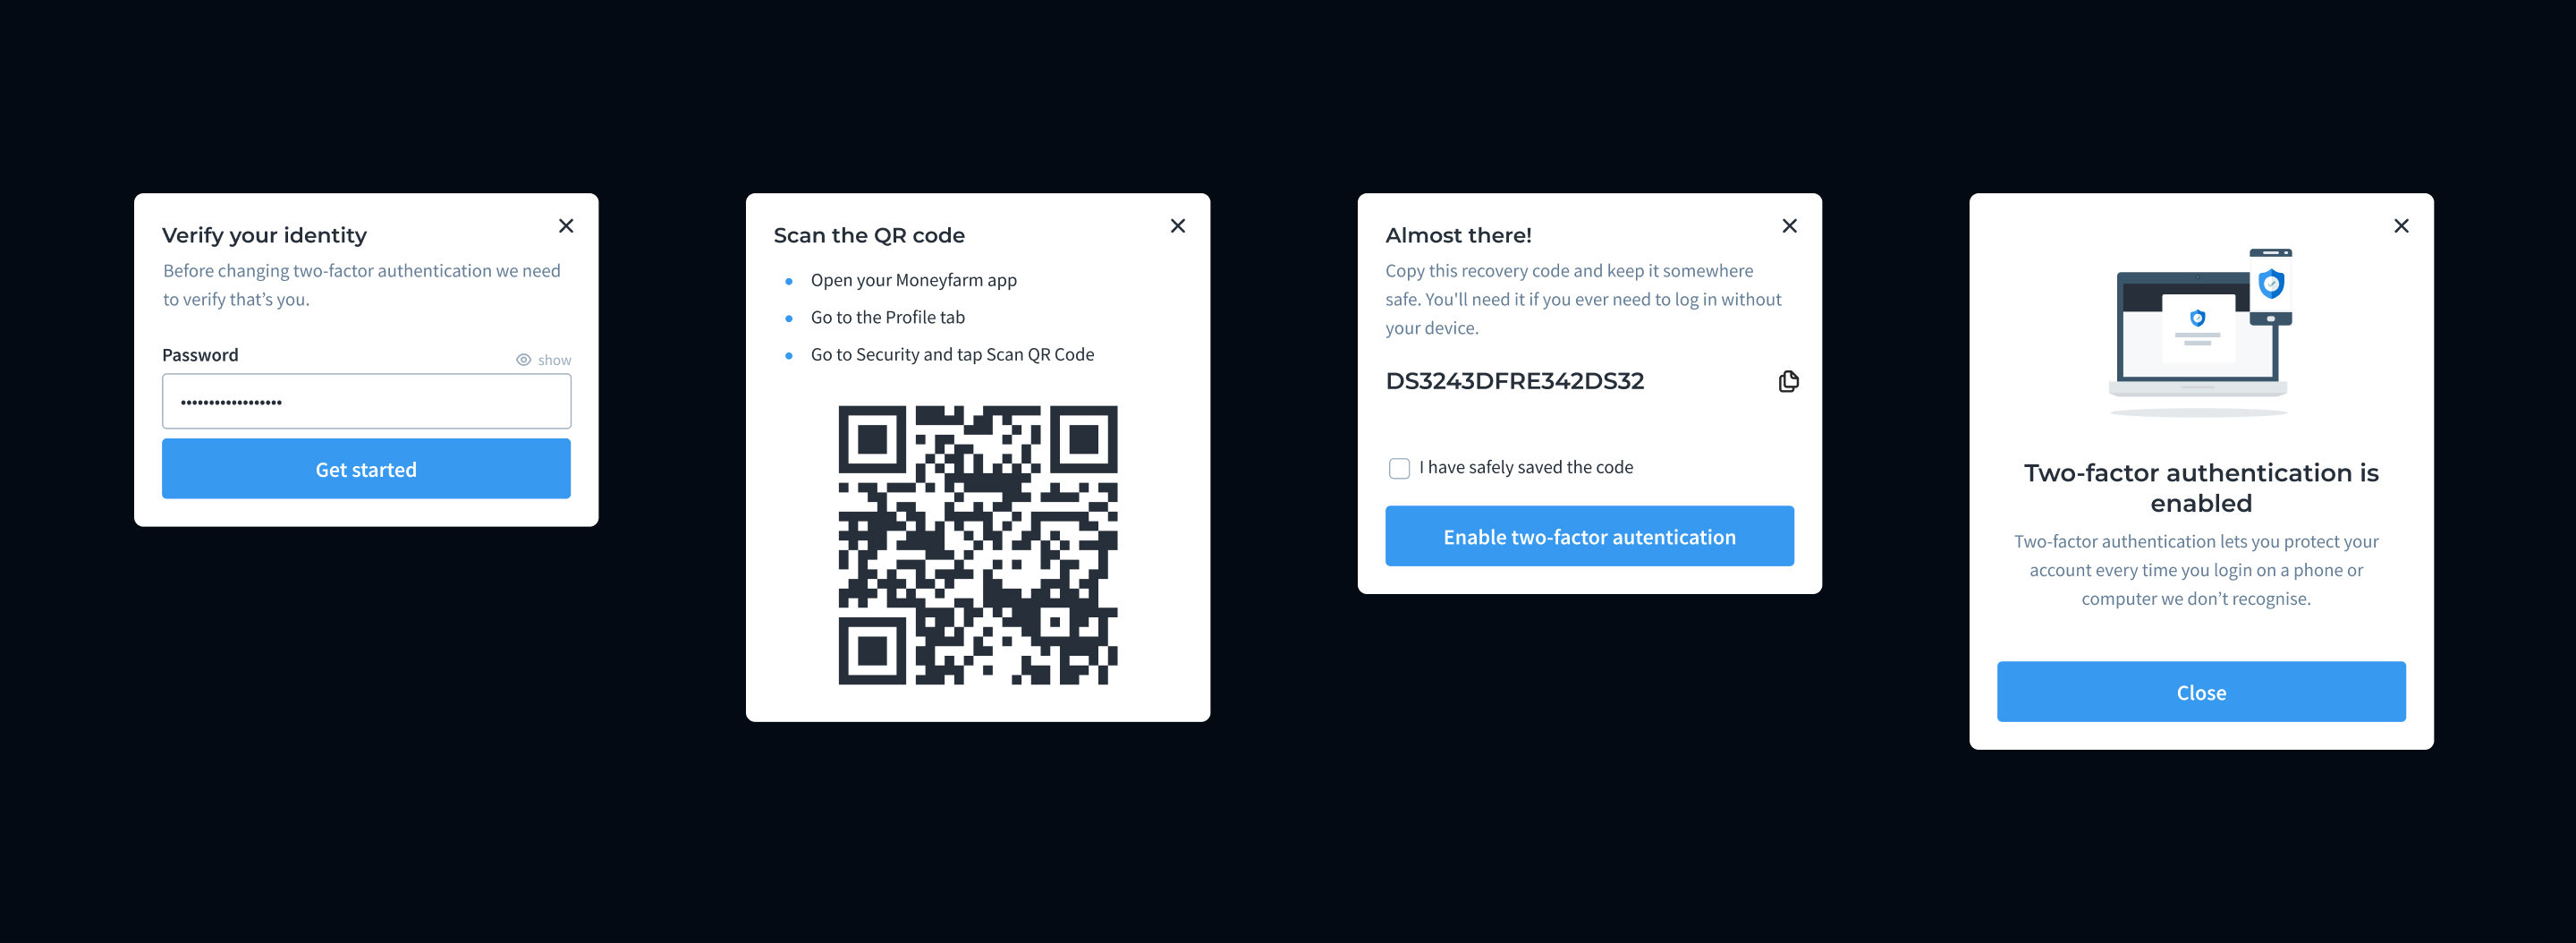 Verify your identity
Before changing two-factor authentication we need
to verify that’s you.
Password
show
••••••••••••••••••
Get started
Scan the QR code
• Open your Moneyfarm app
• Go to the Profile tab
• Go to Security and tap Scan QR Code
Almost there!
Copy this recovery code and keep it somewhere
safe. You'll need it if you ever need to log in without
your device.
DS3243DFRE342DS32
I have safely saved the code
Enable two-factor autentication
Two-factor authentication is
enabled
Two-factor authentication lets you protect your
account every time you login on a phone or
computer we don’t recognise.
Close